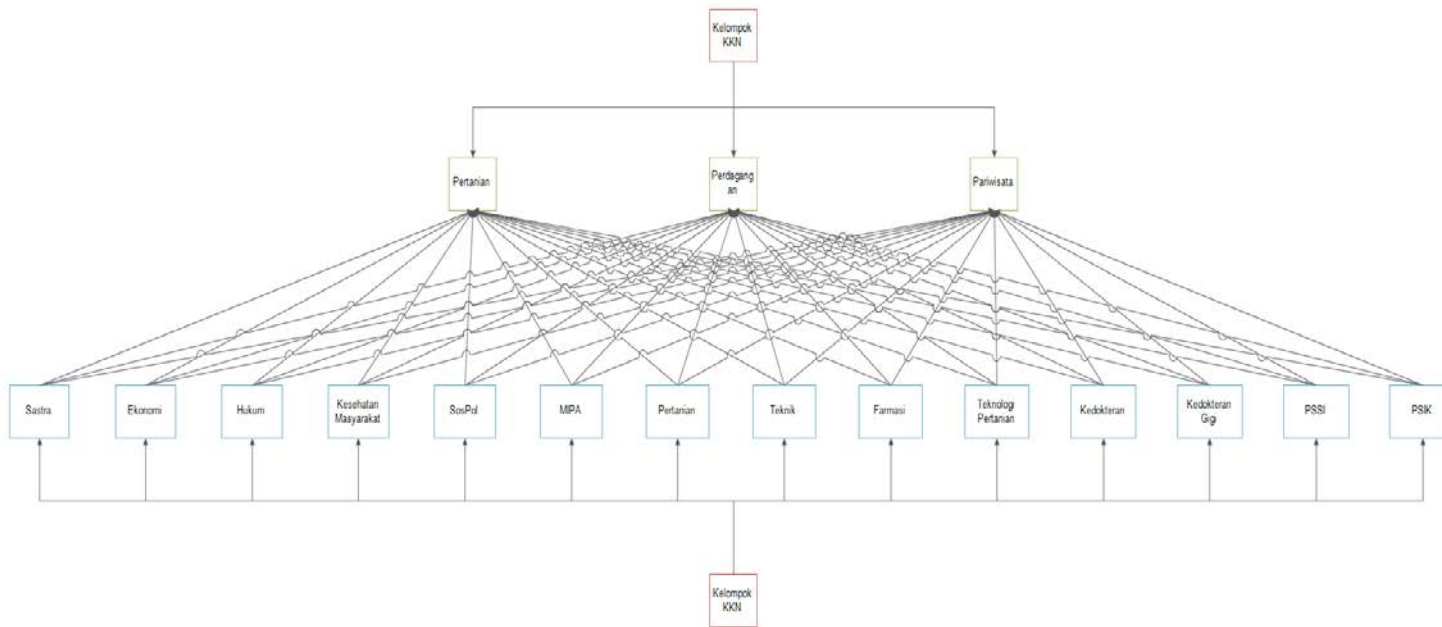 Kelompok
KKN
Pertanian
Perdagang
an
Pariwisata
Sastra
Ekonomi
Hukum
Kesehatan
Masyarakat
SosPol
MIPA
Pertanian
Teknik
Farmasi
Teknologi
Pertanian
Kedokteran
Kedokteran
Gigi
PSSI
PSIK
Kelompok
KKN